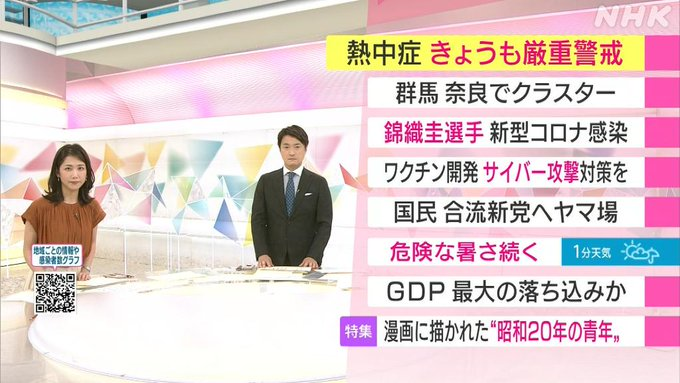 NHK
熱中症 きょうも厳重警戒
群馬 奈良でクラスター
錦織圭選手 新型コロナ感染
ワクチン開発 サイバー攻撃対策を
国民 合流新党へヤマ場
危険な暑さ続く 1分天気
GDP 最大の落ち込みか
特集 漫画に描かれた“昭和20年の青年„
地域ごとの情報や
感染者数グラフ